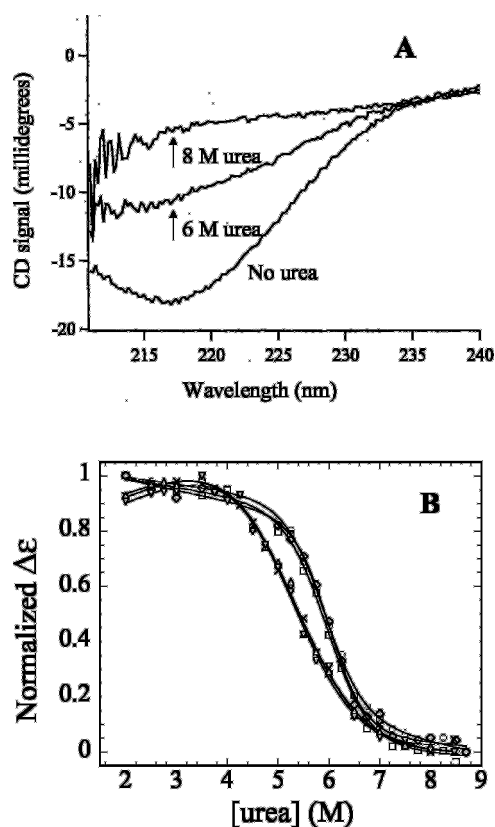 A
0
-5
-10
-15
-20
CD signal (millidegrees)
8 M urea
6 M urea
No urea
215 220 225 230 235 240
Wavelength (nm)
B
1
0.8
0.6
0.4
0.2
0
Normalized Δε
2 3 4 5 6 7 8 9
[urea] (M)